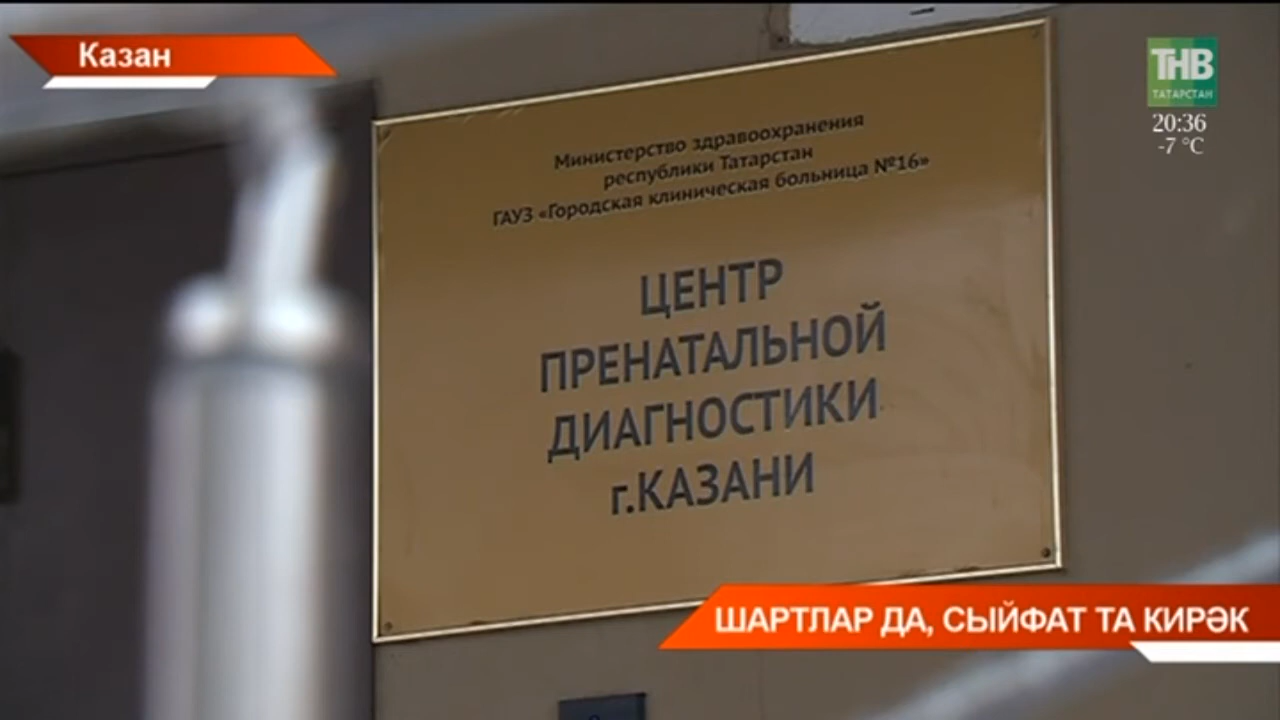 Казан
ТНВ
ТАТАРСТАН
20:36
-7 °C
Министерство здравоохранения
республики Татарстан
ГАУЗ «Городская клиническая больница №16»
ЦЕНТР
ПРЕНАТАЛЬНОЙ
ДИАГНОСТИКИ
г.КАЗАНИ
ШАРТЛАР ДА, СЫЙФАТ ТА КИРӘК